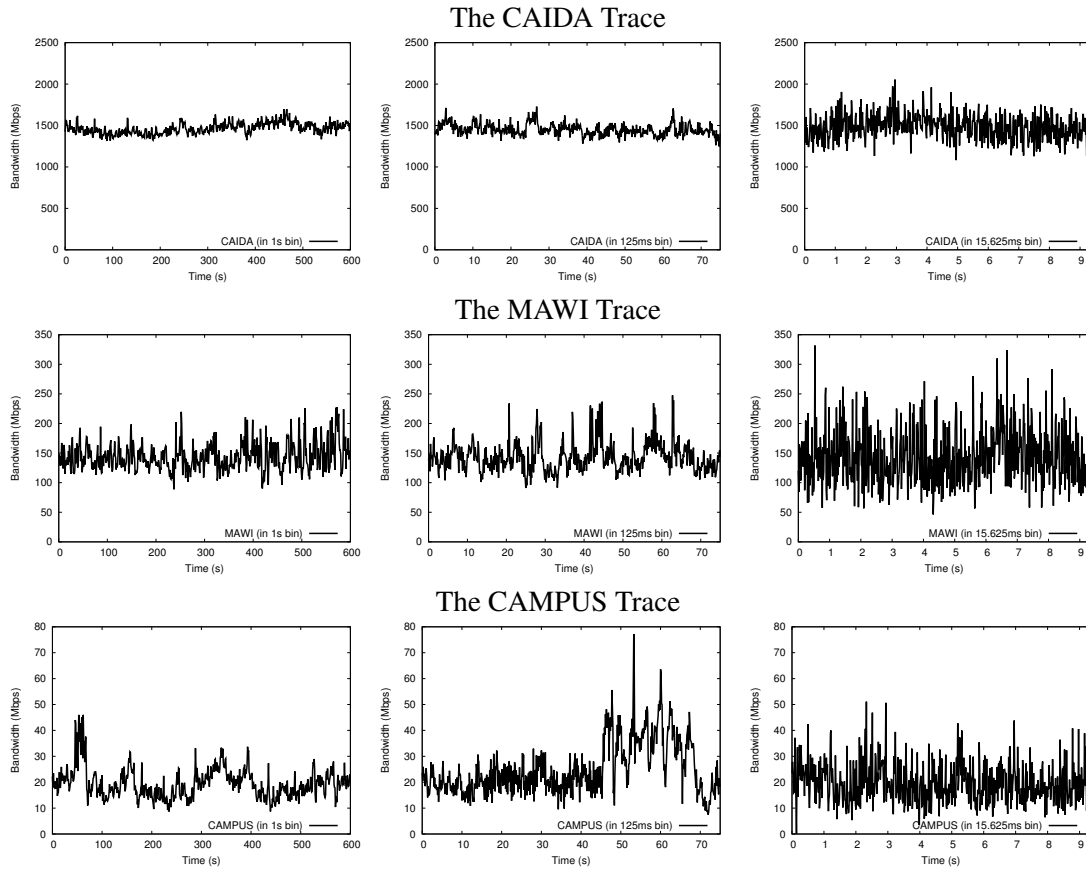 The CAIDA Trace
2500
2000
1500
1000
500
0
Bandwidth (Mbps)
CAIDA (in 1s bin)
0 100 200 300 400 500 600
Time (s)
2500
2000
1500
1000
500
0
Bandwidth (Mbps)
CAIDA (in 125ms bin)
0 10 20 30 40 50 60 70
Time (s)
2500
2000
1500
1000
500
0
Bandwidth (Mbps)
CAIDA (in 15.625ms bin)
0 1 2 3 4 5 6 7 8 9
Time (s)
The MAWI Trace
350
300
250
200
150
100
50
0
Bandwidth (Mbps)
MAWI (in 1s bin)
0 100 200 300 400 500 600
Time (s)
350
300
250
200
150
100
50
0
Bandwidth (Mbps)
MAWI (in 125ms bin)
0 10 20 30 40 50 60 70
Time (s)
350
300
250
200
150
100
50
0
Bandwidth (Mbps)
MAWI (in 15.625ms bin)
0 1 2 3 4 5 6 7 8 9
Time (s)
The CAMPUS Trace
80
70
60
50
40
30
20
10
0
Bandwidth (Mbps)
CAMPUS (in 1s bin)
0 100 200 300 400 500 600
Time (s)
80
70
60
50
40
30
20
10
0
Bandwidth (Mbps)
CAMPUS (in 125ms bin)
0 10 20 30 40 50 60 70
Time (s)
80
70
60
50
40
30
20
10
0
Bandwidth (Mbps)
CAMPUS (in 15.625ms bin)
0 1 2 3 4 5 6 7 8 9
Time (s)